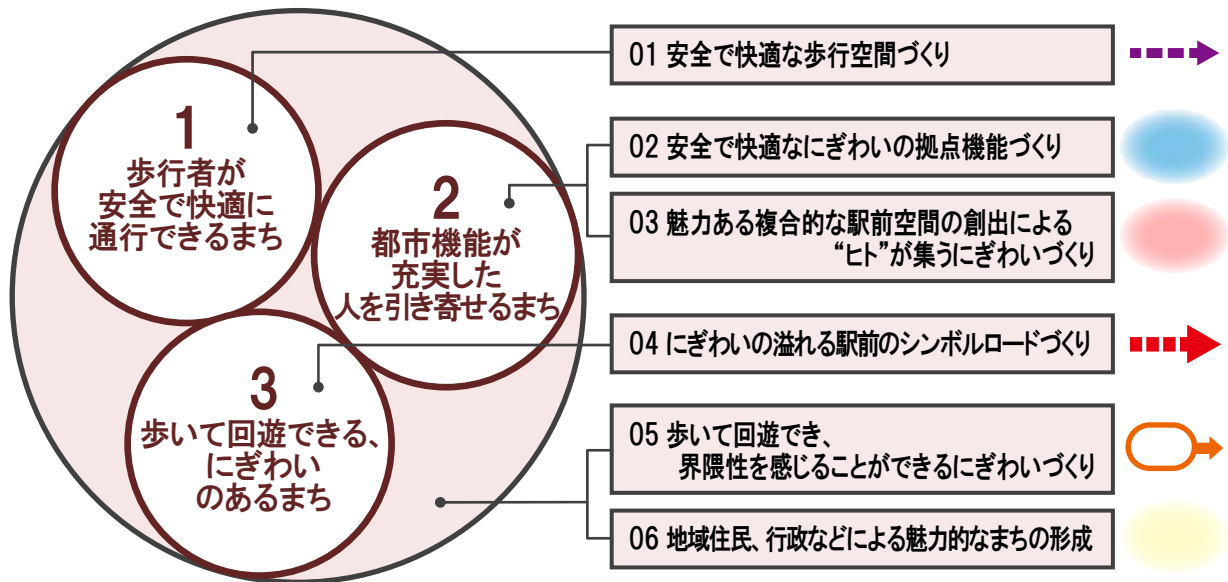 1
歩行者が
安全で快適に
通行できるまち
2
都市機能が
充実した
人を引き寄せるまち
3
歩いて回遊できる、
にぎわい
のあるまち
01 安全で快適な歩行空間づくり
02 安全で快適なにぎわいの拠点機能づくり
03 魅力ある複合的な駅前空間の創出による
“ヒト”が集うにぎわいづくり
04 にぎわいの溢れる駅前のシンボルロードづくり
05 歩いて回遊でき、
界隈性を感じることができるにぎわいづくり
06 地域住民、行政などによる魅力的なまちの形成